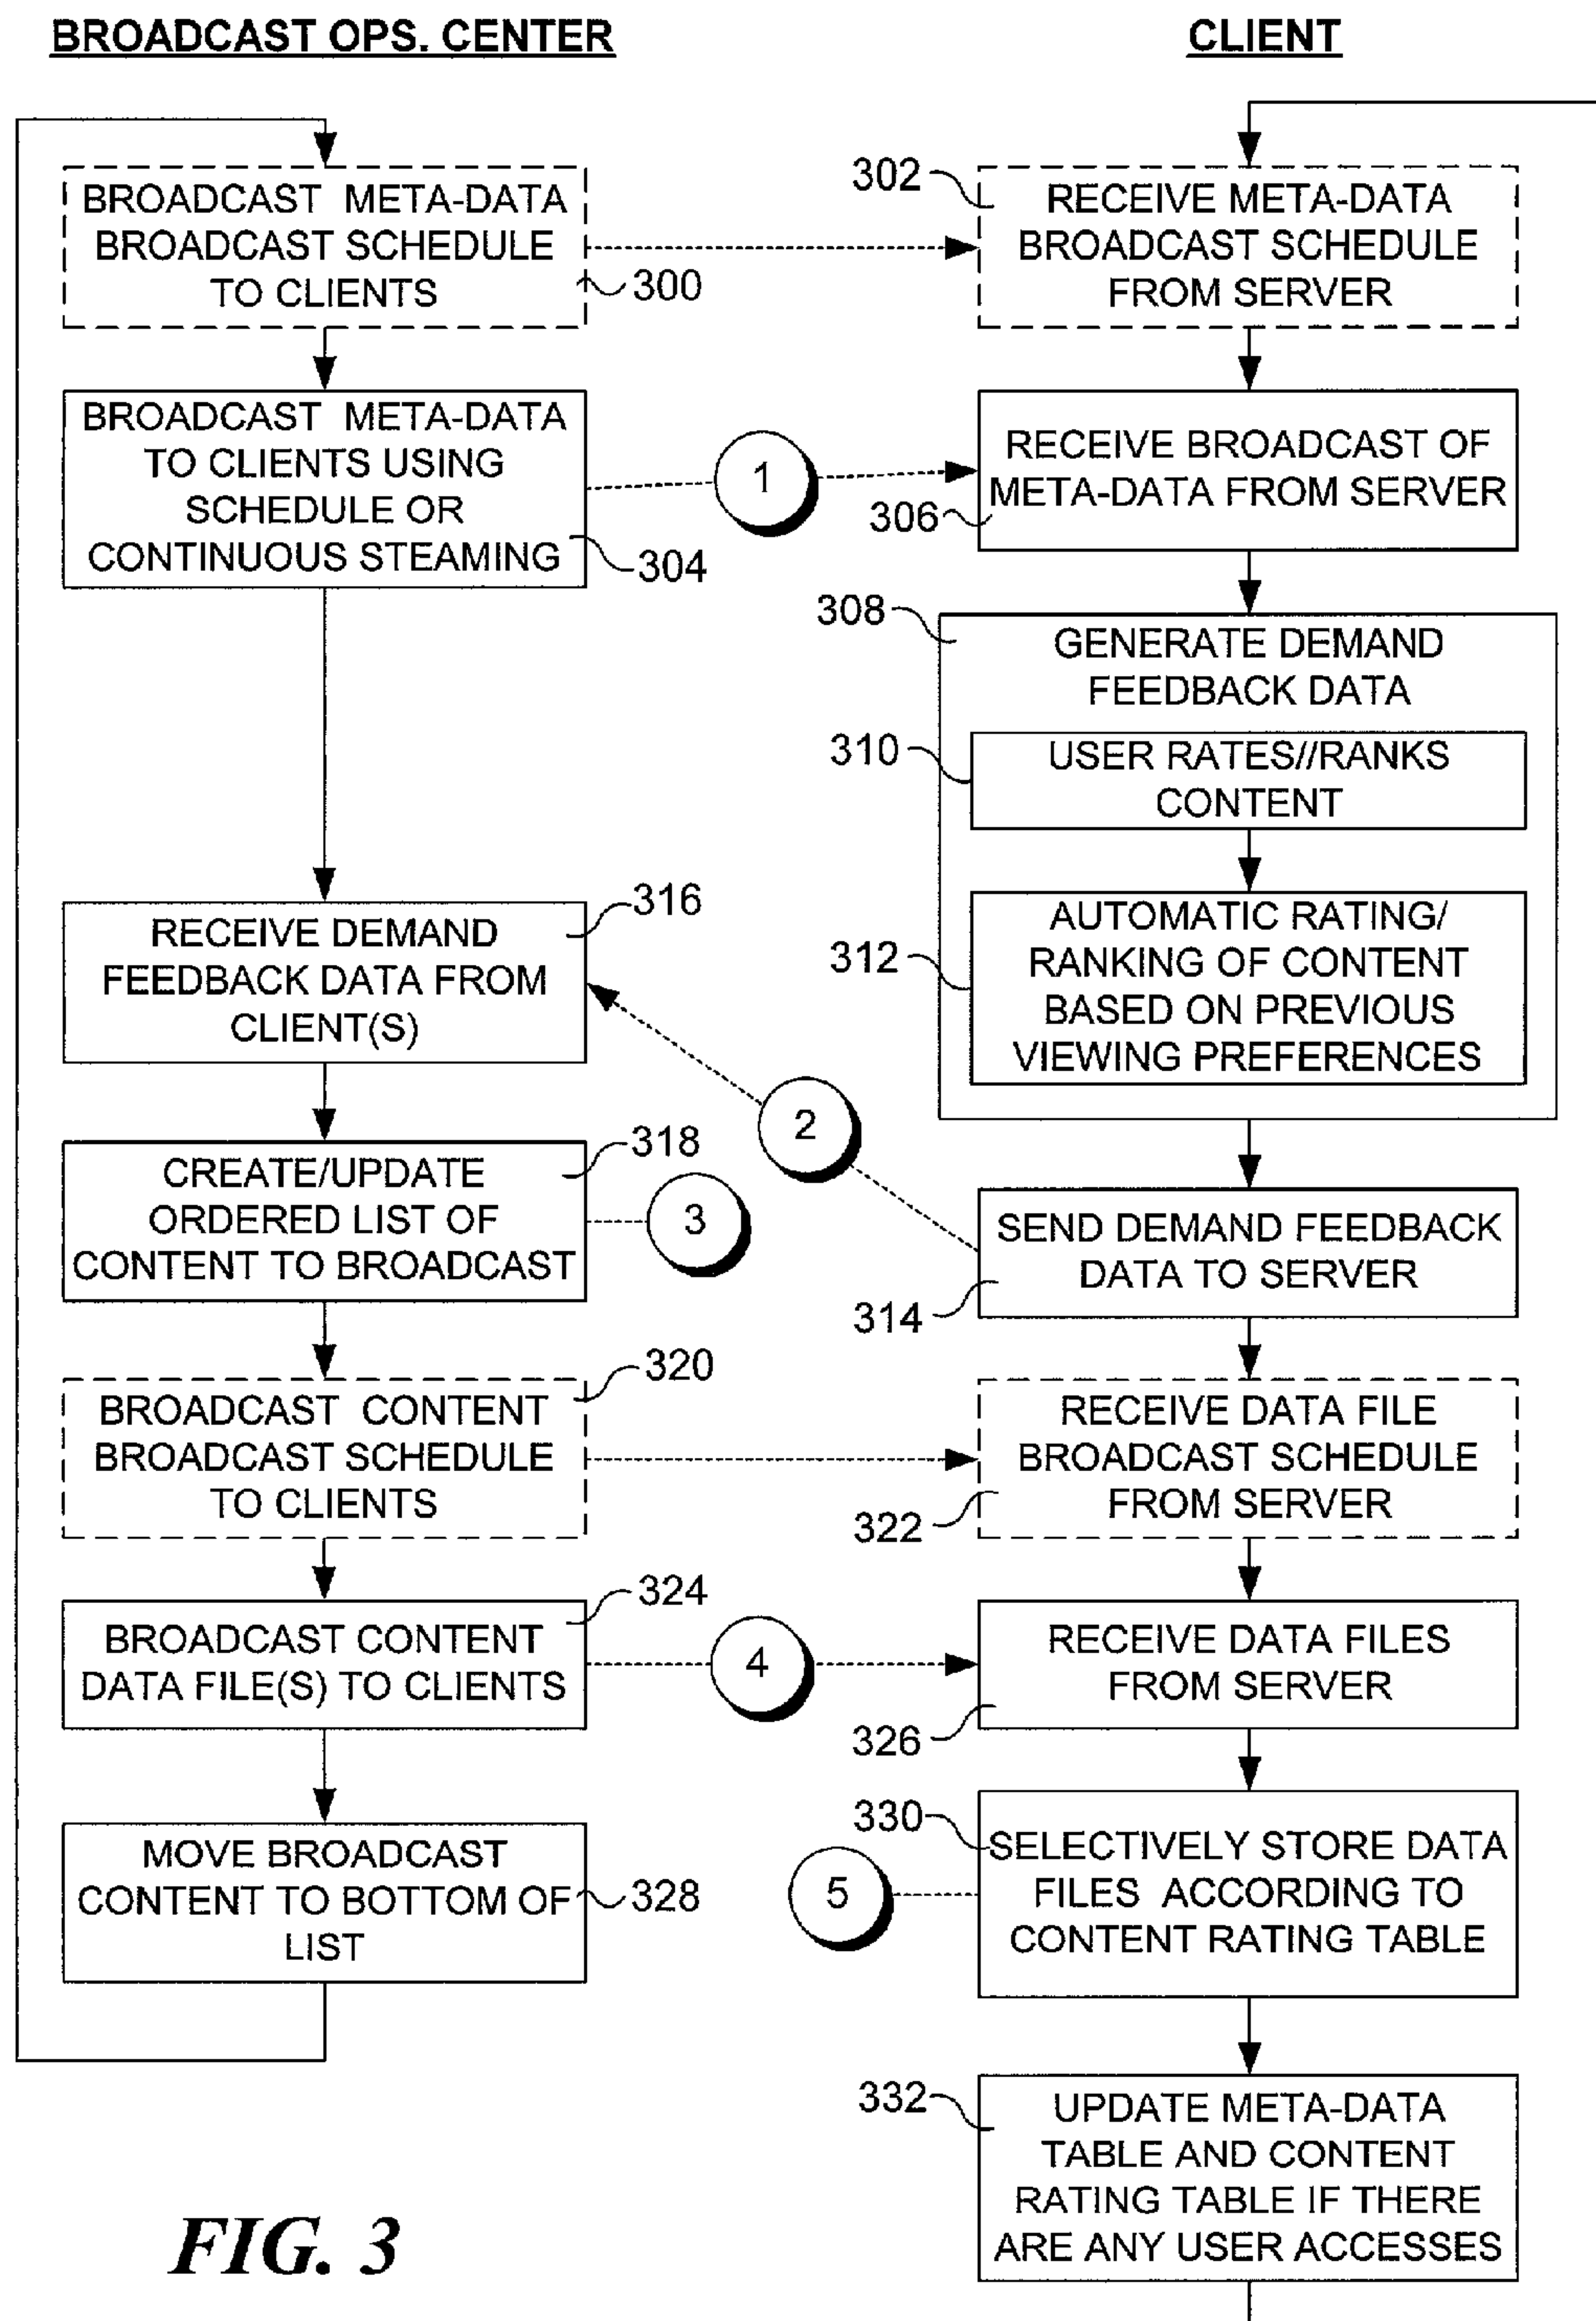 BROADCAST OPS. CENTER
CLIENT
BROADCAST META-DATA
BROADCAST SCHEDULE
TO CLIENTS
300
302
RECEIVE META-DATA
BROADCAST SCHEDULE
FROM SERVER
BROADCAST META-DATA
TO CLIENTS USING
SCHEDULE OR
CONTINUOUS STEAMING
304
1
RECEIVE BROADCAST OF
META-DATA FROM SERVER
306
308
GENERATE DEMAND
FEEDBACK DATA
310
USER RATES//RANKS
CONTENT
312
AUTOMATIC RATING/
RANKING OF CONTENT
BASED ON PREVIOUS
VIEWING PREFERENCES
316
RECEIVE DEMAND
FEEDBACK DATA FROM
CLIENT(S)
2
318
CREATE/UPDATE
ORDERED LIST OF
CONTENT TO BROADCAST
3
SEND DEMAND FEEDBACK
DATA TO SERVER
314
320
BROADCAST CONTENT
BROADCAST SCHEDULE
TO CLIENTS
RECEIVE DATA FILE
BROADCAST SCHEDULE
FROM SERVER
322
324
BROADCAST CONTENT
DATA FILE(S) TO CLIENTS
4
RECEIVE DATA FILES
FROM SERVER
326
MOVE BROADCAST
CONTENT TO BOTTOM OF
LIST
328
330
SELECTIVELY STORE DATA
FILES ACCORDING TO
CONTENT RATING TABLE
5
332
UPDATE META-DATA
TABLE AND CONTENT
RATING TABLE IF THERE
ARE ANY USER ACCESSES
FIG. 3